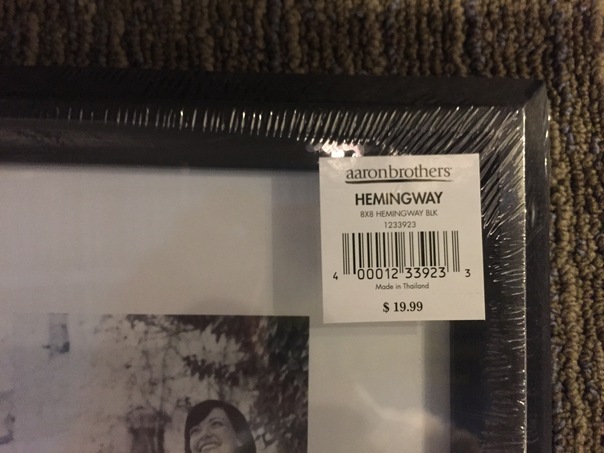 aaronbrothers
HEMINGWAY
8X8 HEMINGWAY BLK
1233923
4 00012 33923 3
Made in Thailand
$ 19.99